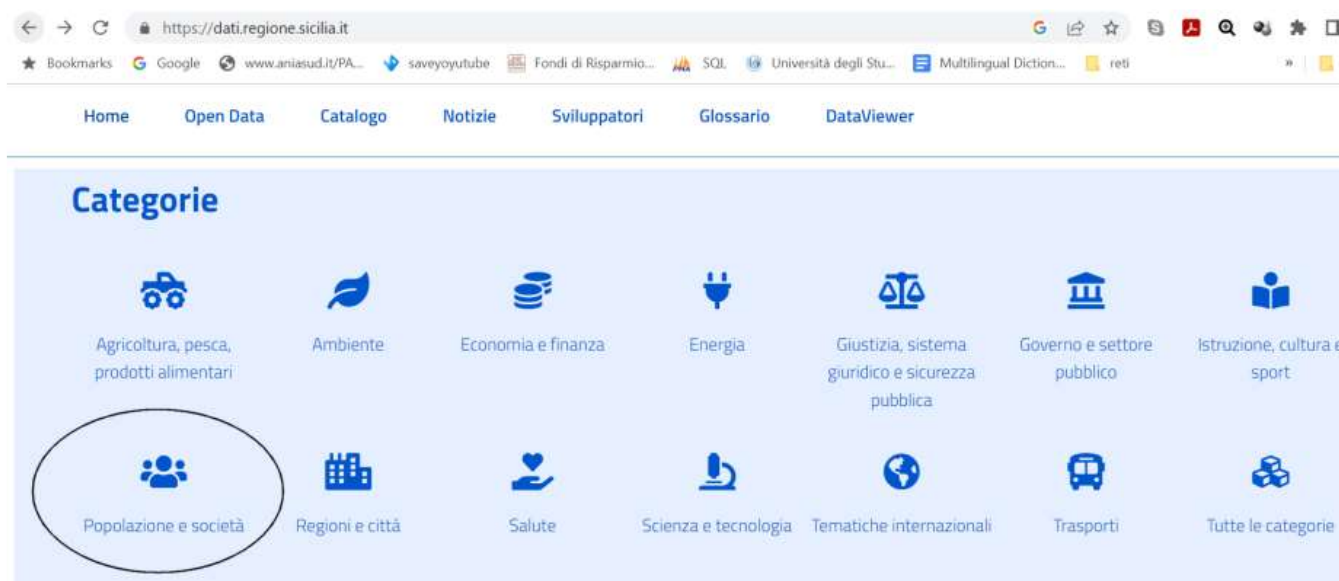 https://dati.regione.sicilia.it
Bookmarks Google www.aniasud.it/PA... saveyoyutube Fondi di Risparmio... SQL Università degli Stu... Multilingual Diction... reti »
Home Open Data Catalogo Notizie Sviluppatori Glossario DataViewer
Categorie
Agricoltura, pesca, Ambiente Economia e finanza Energia Giustizia, sistema Governo e settore Istruzione, cultura e
prodotti alimentari giuridico e sicurezza pubblico sport
pubblica
Popolazione e società Regioni e città Salute Scienza e tecnologia Tematiche internazionali Trasporti Tutte le categorie